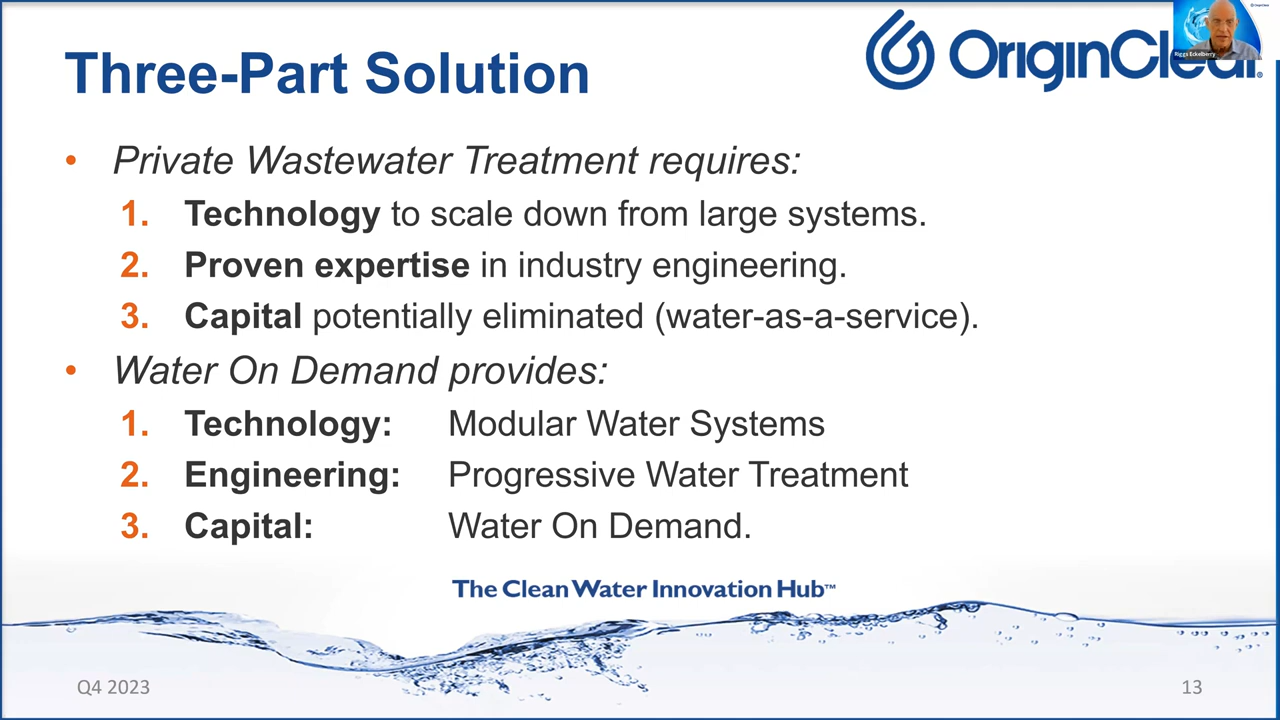 Three-Part Solution
OriginClear®
Riggs Eckelberry
• Private Wastewater Treatment requires:
1. Technology to scale down from large systems.
2. Proven expertise in industry engineering.
3. Capital potentially eliminated (water-as-a-service).
• Water On Demand provides:
1. Technology: Modular Water Systems
2. Engineering: Progressive Water Treatment
3. Capital: Water On Demand.
The Clean Water Innovation Hub™
Q4 2023
13